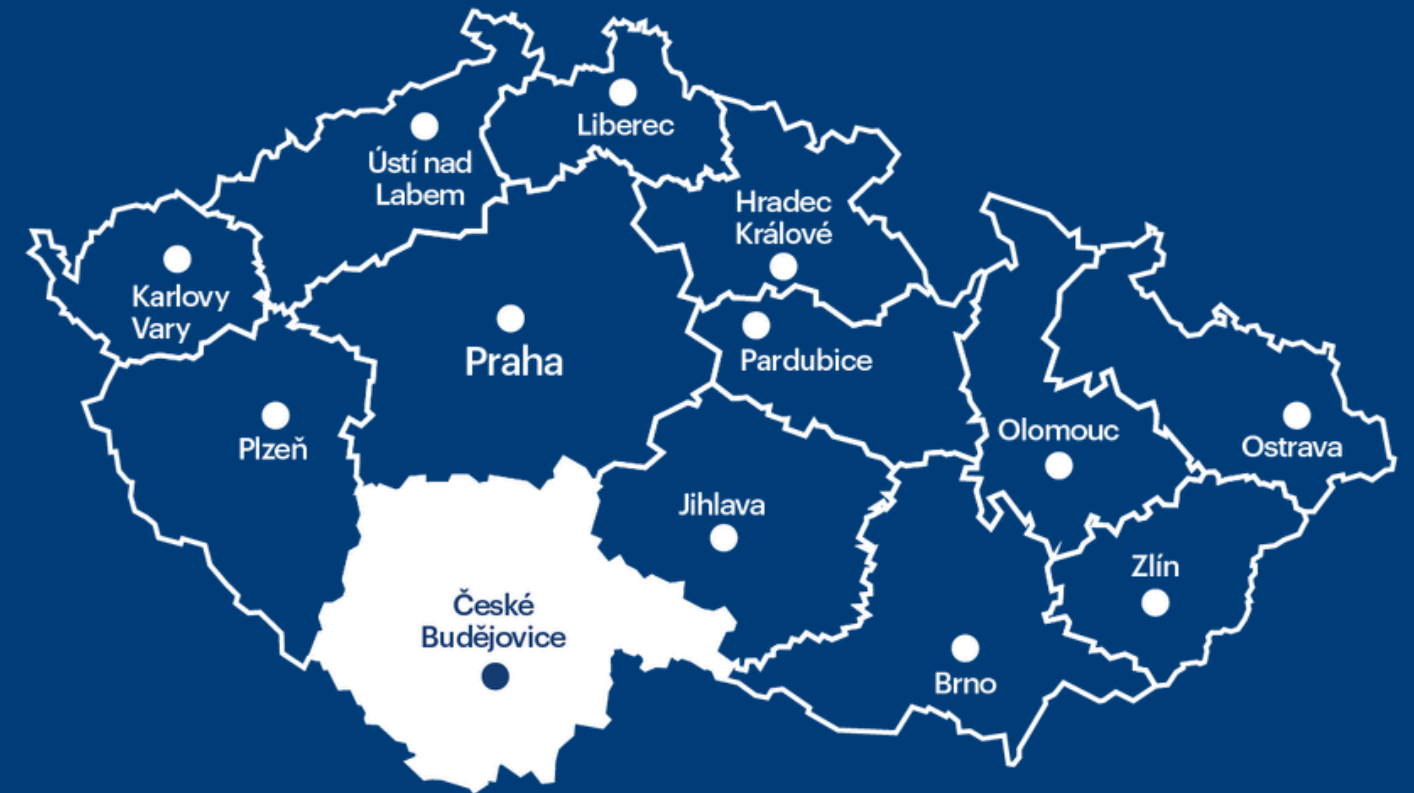 Liberec
Ústí nad
Labem
Hradec
Králové
Karlovy
Vary
Praha
Pardubice
Plzeň
Olomouc
Ostrava
Jihlava
Zlín
České
Budějovice
Brno